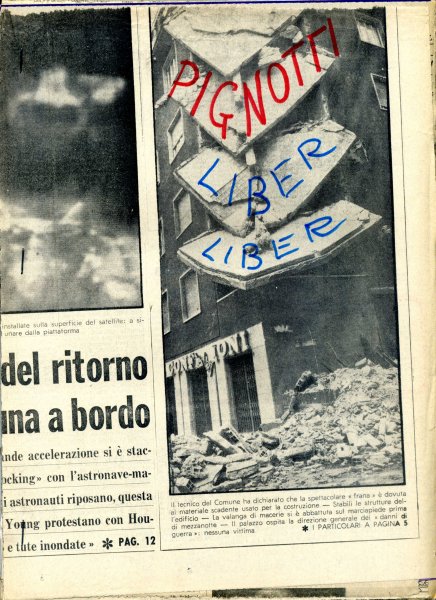 PIGNOTTI
LIBER
LIBER
CONFEZIONI
installate sulla superficie del satellite: a si-
lunare dalla piattaforma
del ritorno
una a bordo
ande accelerazione si è stac-
ocking» con l'astronave-ma-
i astronauti riposano, questa
Young protestano con Hou-
e tute inondate» ✻ PAG. 12
Il tecnico del Comune ha dichiarato che la spettacolare « frana » è dovuta
al materiale scadente usato per la costruzione — Stabili le strutture del-
l'edificio — La valanga di macerie si è abbattuta sul marciapiede prima
di mezzanotte — Il palazzo ospita la direzione generale dei « danni di
guerra »: nessuna vittima. ✻ I PARTICOLARI A PAGINA 5